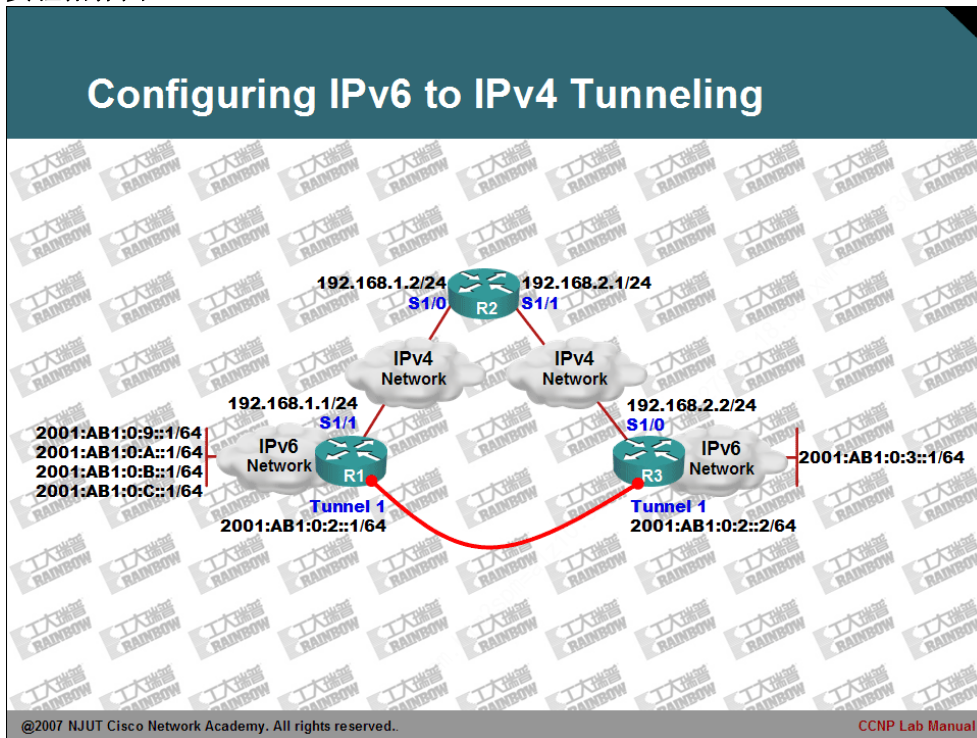 Configuring IPv6 to IPv4 Tunneling
192.168.1.2/24
192.168.2.1/24
S1/0
R2
S1/1
IPv4
Network
IPv4
Network
192.168.1.1/24
S1/1
192.168.2.2/24
S1/0
2001:AB1:0:9::1/64
2001:AB1:0:A::1/64
2001:AB1:0:B::1/64
2001:AB1:0:C::1/64
IPv6
Network
R1
R3
IPv6
Network
2001:AB1:0:3::1/64
Tunnel 1
2001:AB1:0:2::1/64
Tunnel 1
2001:AB1:0:2::2/64
工大瑞普
RAINBOW
@2007 NJUT Cisco Network Academy. All rights reserved..
CCNP Lab Manual